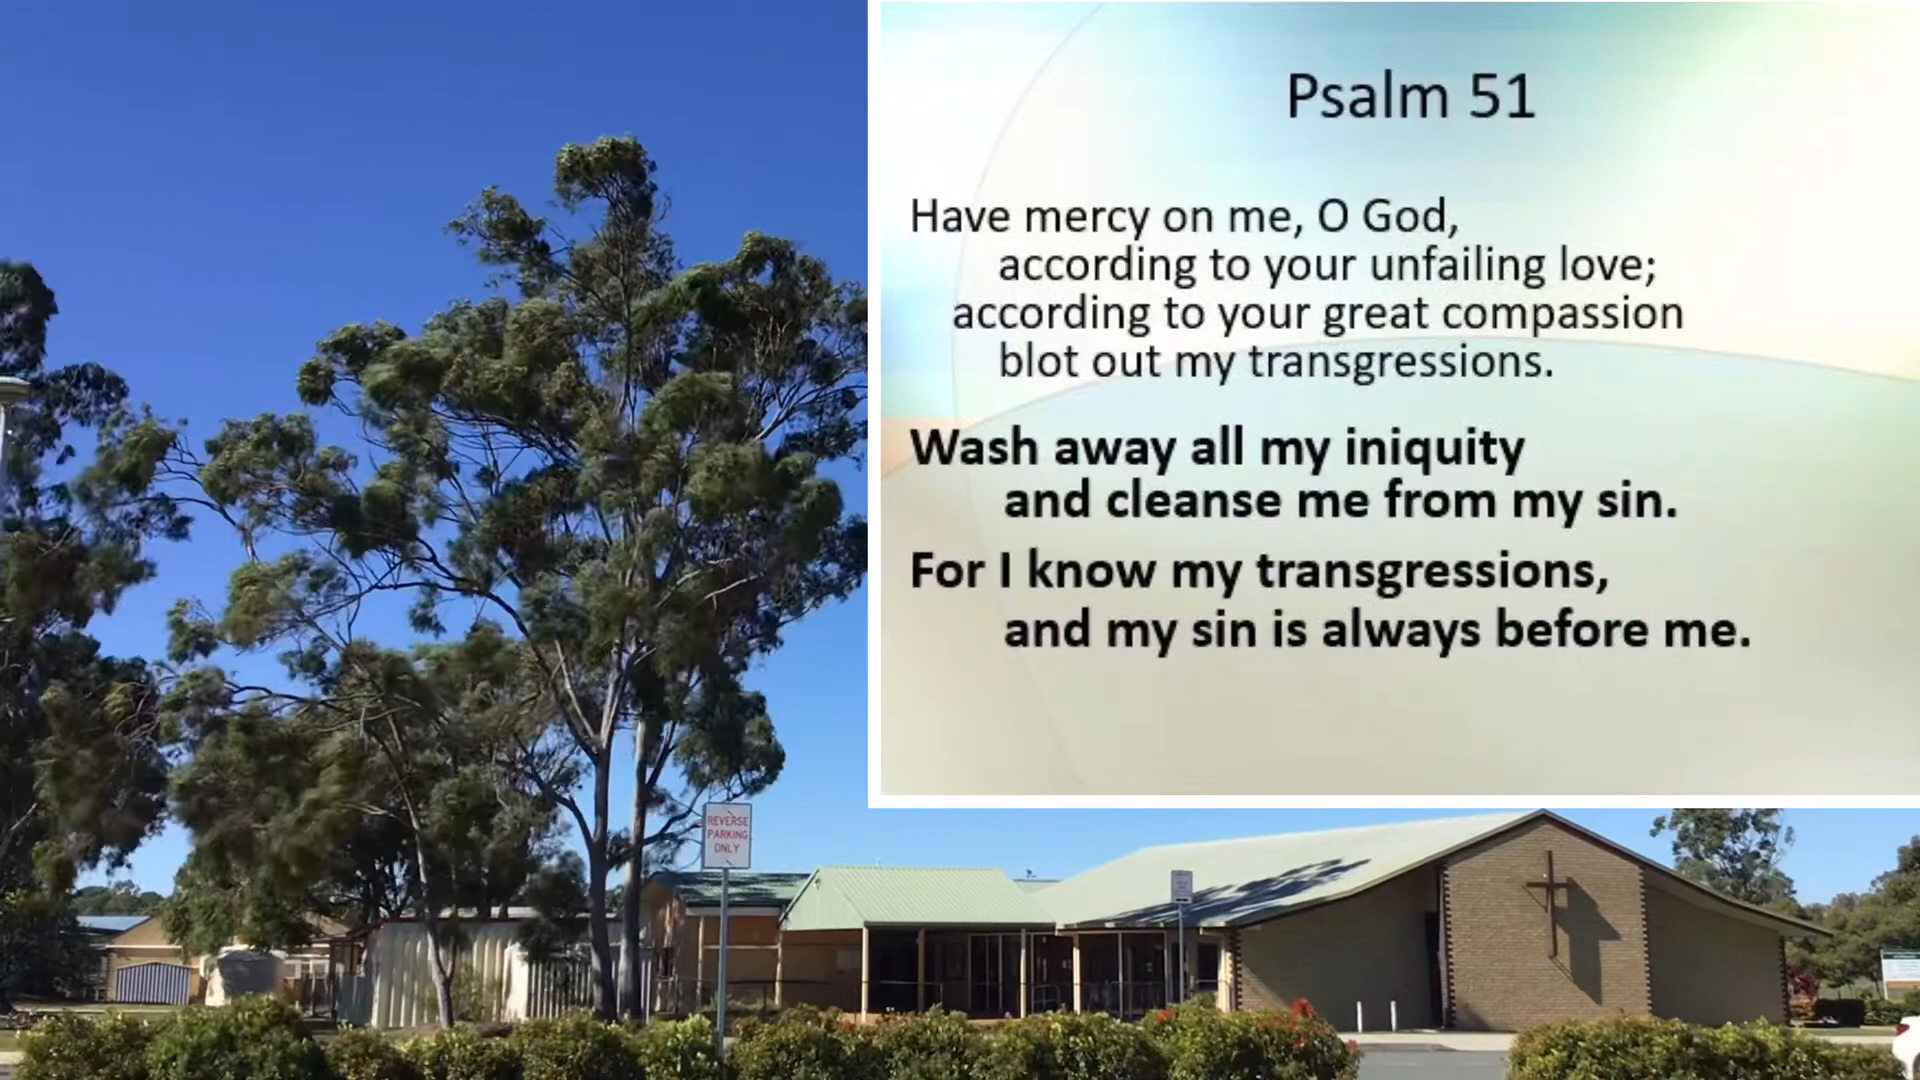 Psalm 51
Have mercy on me, O God,
according to your unfailing love;
according to your great compassion
blot out my transgressions.
Wash away all my iniquity
and cleanse me from my sin.
For I know my transgressions,
and my sin is always before me.
REVERSE
PARKING
ONLY